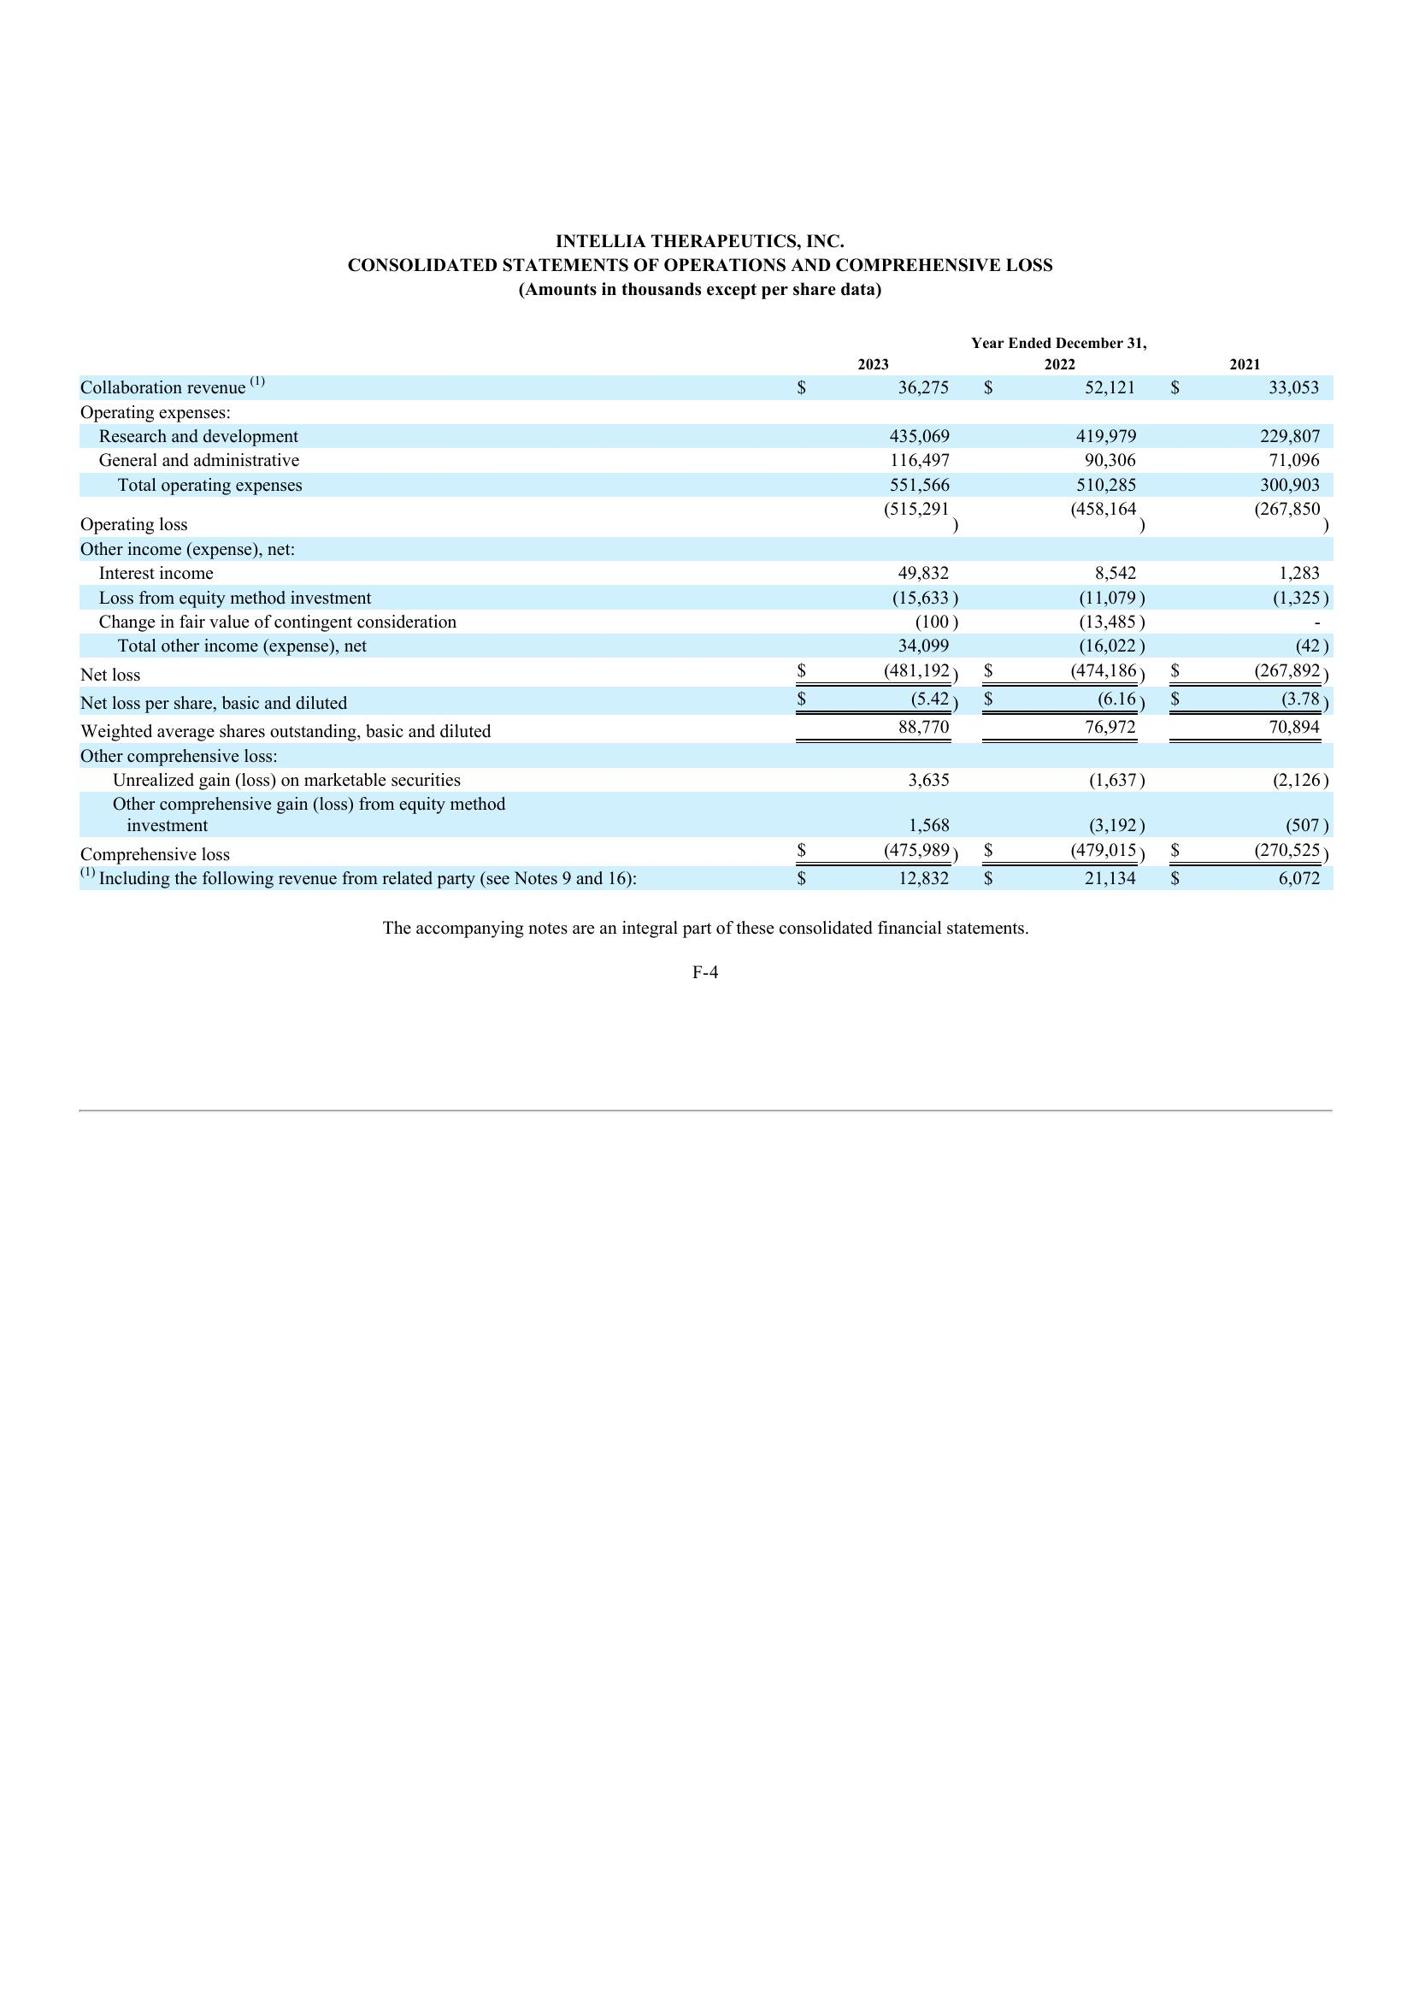 INTELLIA THERAPEUTICS, INC.
CONSOLIDATED STATEMENTS OF OPERATIONS AND COMPREHENSIVE LOSS
(Amounts in thousands except per share data)
Year Ended December 31,
2023 2022 2021
Collaboration revenue (1) $ 36,275 $ 52,121 $ 33,053
Operating expenses:
Research and development 435,069 419,979 229,807
General and administrative 116,497 90,306 71,096
Total operating expenses 551,566 510,285 300,903
Operating loss (515,291) (458,164) (267,850)
Other income (expense), net:
Interest income 49,832 8,542 1,283
Loss from equity method investment (15,633) (11,079) (1,325)
Change in fair value of contingent consideration (100) (13,485) -
Total other income (expense), net 34,099 (16,022) (42)
Net loss $ (481,192) $ (474,186) $ (267,892)
Net loss per share, basic and diluted $ (5.42) $ (6.16) $ (3.78)
Weighted average shares outstanding, basic and diluted 88,770 76,972 70,894
Other comprehensive loss:
Unrealized gain (loss) on marketable securities 3,635 (1,637) (2,126)
Other comprehensive gain (loss) from equity method
investment 1,568 (3,192) (507)
Comprehensive loss $ (475,989) $ (479,015) $ (270,525)
(1) Including the following revenue from related party (see Notes 9 and 16): $ 12,832 $ 21,134 $ 6,072
The accompanying notes are an integral part of these consolidated financial statements.
F-4